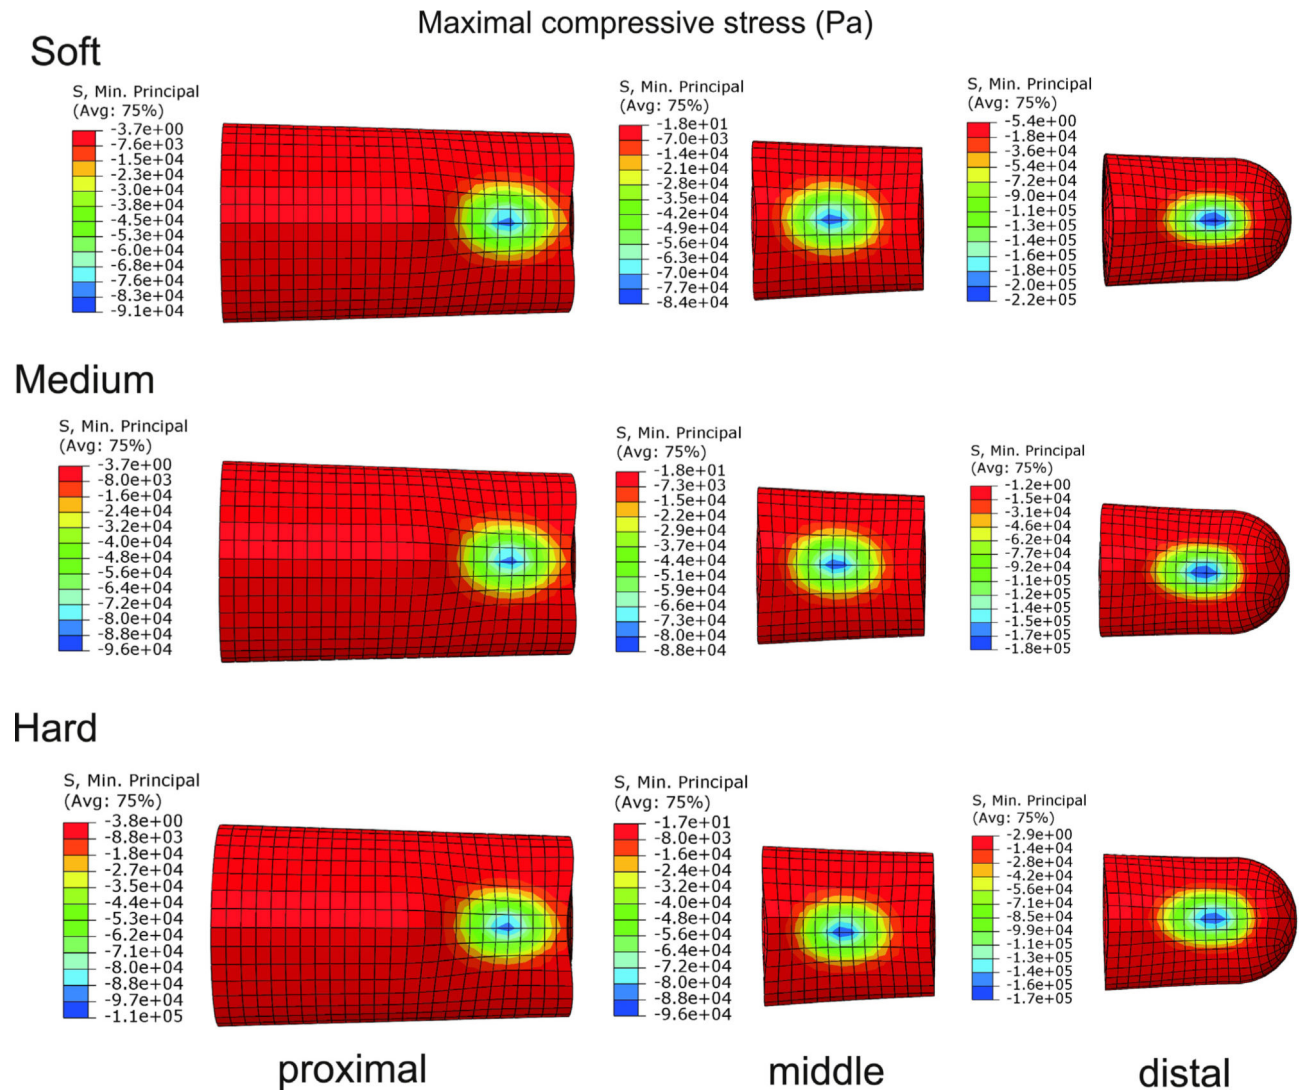 Maximal compressive stress (Pa)
Soft
S, Min. Principal
(Avg: 75%)
-3.7e+00
-7.6e+03
-1.5e+04
-2.3e+04
-3.0e+04
-3.8e+04
-4.5e+04
-5.3e+04
-6.0e+04
-6.8e+04
-7.6e+04
-8.3e+04
-9.1e+04
S, Min. Principal
(Avg: 75%)
-1.8e+01
-7.0e+03
-1.4e+04
-2.1e+04
-2.8e+04
-3.5e+04
-4.2e+04
-4.9e+04
-5.6e+04
-6.3e+04
-7.0e+04
-7.7e+04
-8.4e+04
S, Min. Principal
(Avg: 75%)
-5.4e+00
-1.8e+04
-3.6e+04
-5.4e+04
-7.2e+04
-9.0e+04
-1.1e+05
-1.3e+05
-1.4e+05
-1.6e+05
-1.8e+05
-2.0e+05
-2.2e+05
Medium
S, Min. Principal
(Avg: 75%)
-3.7e+00
-8.0e+03
-1.6e+04
-2.4e+04
-3.2e+04
-4.0e+04
-4.8e+04
-5.6e+04
-6.4e+04
-7.2e+04
-8.0e+04
-8.8e+04
-9.6e+04
S, Min. Principal
(Avg: 75%)
-1.8e+01
-7.3e+03
-1.5e+04
-2.2e+04
-2.9e+04
-3.7e+04
-4.4e+04
-5.1e+04
-5.9e+04
-6.6e+04
-7.3e+04
-8.0e+04
-8.8e+04
S, Min. Principal
(Avg: 75%)
-1.2e+00
-1.5e+04
-3.1e+04
-4.6e+04
-6.2e+04
-7.7e+04
-9.2e+04
-1.1e+05
-1.2e+05
-1.4e+05
-1.5e+05
-1.7e+05
-1.8e+05
Hard
S, Min. Principal
(Avg: 75%)
-3.8e+00
-8.8e+03
-1.8e+04
-2.7e+04
-3.5e+04
-4.4e+04
-5.3e+04
-6.2e+04
-7.1e+04
-8.0e+04
-8.8e+04
-9.7e+04
-1.1e+05
S, Min. Principal
(Avg: 75%)
-1.7e+01
-8.0e+03
-1.6e+04
-2.4e+04
-3.2e+04
-4.0e+04
-4.8e+04
-5.6e+04
-6.4e+04
-7.2e+04
-8.0e+04
-8.8e+04
-9.6e+04
S, Min. Principal
(Avg: 75%)
-2.9e+00
-1.4e+04
-2.8e+04
-4.2e+04
-5.6e+04
-7.1e+04
-8.5e+04
-9.9e+04
-1.1e+05
-1.3e+05
-1.4e+05
-1.6e+05
-1.7e+05
proximal
middle
distal